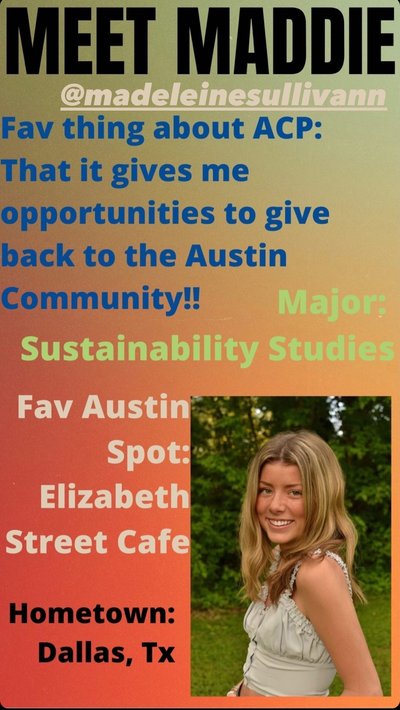 MEET MADDIE
@madeleinesullivann
Fav thing about ACP:
That it gives me
opportunities to give
back to the Austin
Community!!
Major:
Sustainability Studies
Fav Austin
Spot:
Elizabeth
Street Cafe
Hometown:
Dallas, Tx